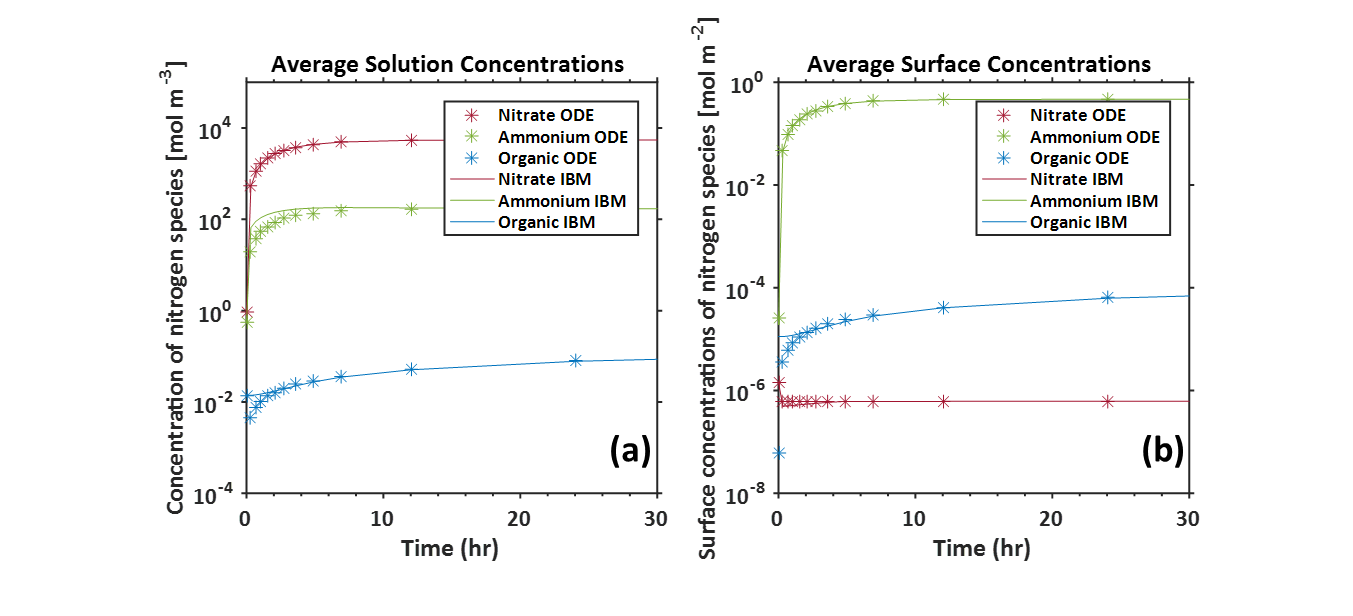 Average Solution Concentrations
Concentration of nitrogen species [mol m⁻³]
10⁴
10²
10⁰
10⁻²
10⁻⁴
0
10
20
30
Time (hr)
Nitrate ODE
Ammonium ODE
Organic ODE
Nitrate IBM
Ammonium IBM
Organic IBM
(a)
Average Surface Concentrations
Surface concentrations of nitrogen species [mol m⁻²]
10⁰
10⁻²
10⁻⁴
10⁻⁶
10⁻⁸
0
10
20
30
Time (hr)
Nitrate ODE
Ammonium ODE
Organic ODE
Nitrate IBM
Ammonium IBM
Organic IBM
(b)